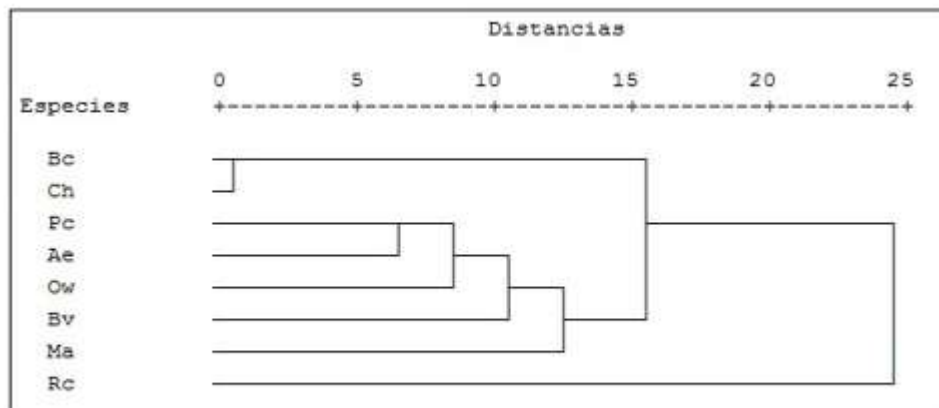 Distancias
0 5 10 15 20 25
Especies +------+------+------+------+------+
Bc
Ch
Pc
Ae
Ow
Bv
Ma
Rc